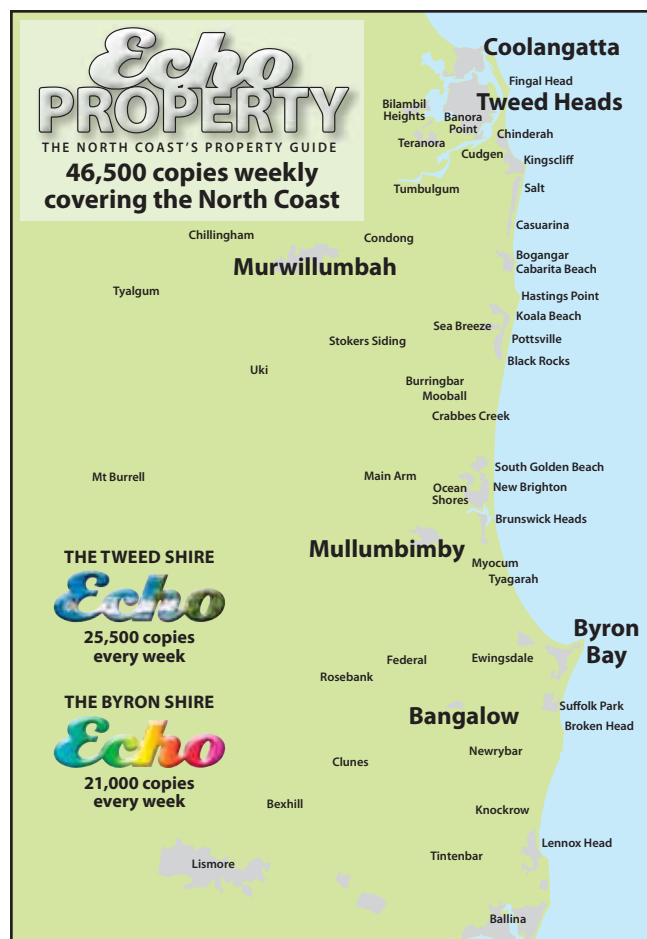 Echo
PROPERTY
THE NORTH COAST'S PROPERTY GUIDE
46,500 copies weekly
covering the North Coast
Coolangatta
Fingal Head
Tweed Heads
Bilambil
Heights
Banora
Point
Chinderah
Teranora
Cudgen
Kingscliff
Tumbulgum
Salt
Casuarina
Chillingham
Condong
Murwillumbah
Bogangar
Cabarita Beach
Tyalgum
Hastings Point
Koala Beach
Sea Breeze
Stokers Siding
Pottsville
Black Rocks
Uki
Burringbar
Mooball
Crabbes Creek
South Golden Beach
Mt Burrell
Main Arm
Ocean
Shores
New Brighton
Brunswick Heads
Mullumbimby
Myocum
Tyagarah
THE TWEED SHIRE
Echo
25,500 copies
every week
Byron
Bay
Federal
Ewingsdale
Rosebank
THE BYRON SHIRE
Echo
21,000 copies
every week
Suffolk Park
Bangalow
Broken Head
Newrybar
Clunes
Bexhill
Knockrow
Lennox Head
Tintenbar
Lismore
Ballina